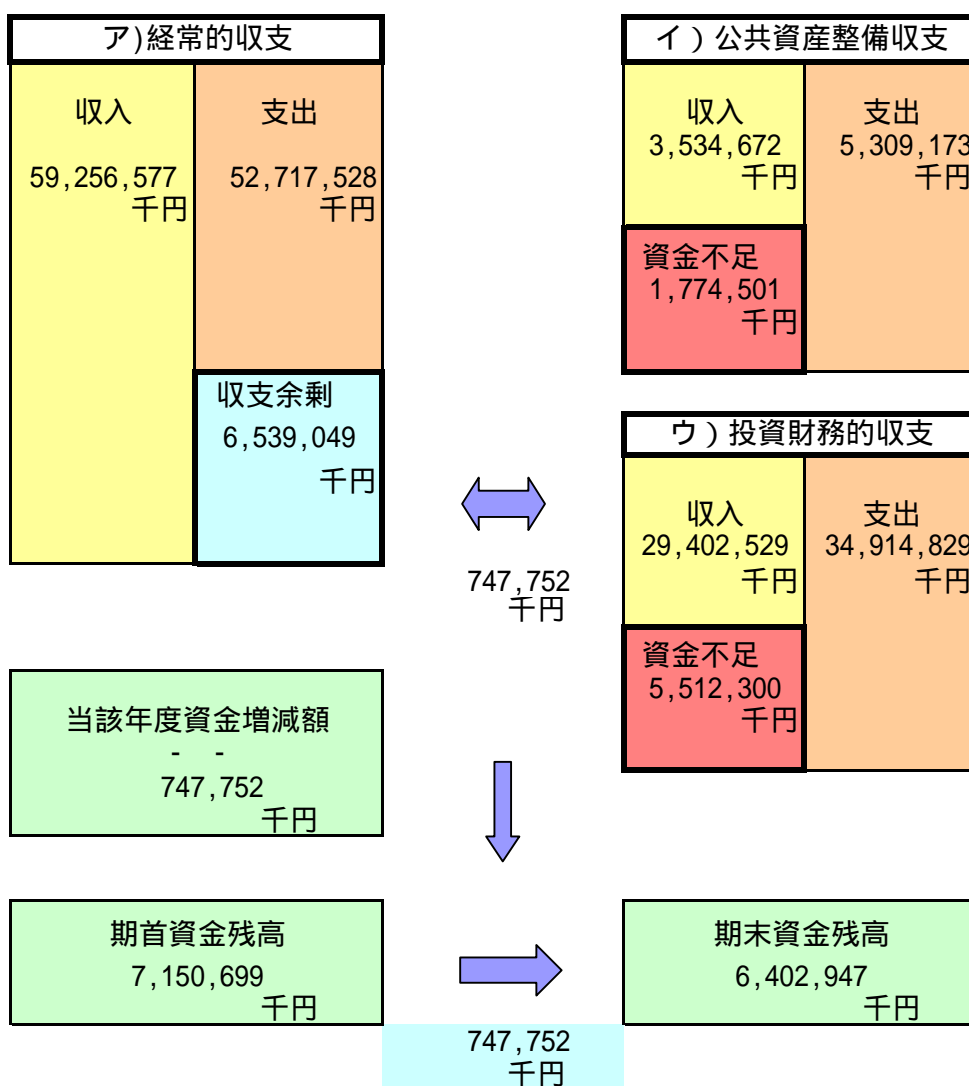 ア)経常的収支
収入
59,256,577
千円
支出
52,717,528
千円
収支余剰
6,539,049
千円
イ）公共資産整備収支
収入
3,534,672
千円
支出
5,309,173
千円
資金不足
1,774,501
千円
ウ）投資財務的収支
収入
29,402,529
千円
支出
34,914,829
千円
資金不足
5,512,300
千円
747,752
千円
当該年度資金増減額
- -
747,752
千円
期首資金残高
7,150,699
千円
747,752
千円
期末資金残高
6,402,947
千円